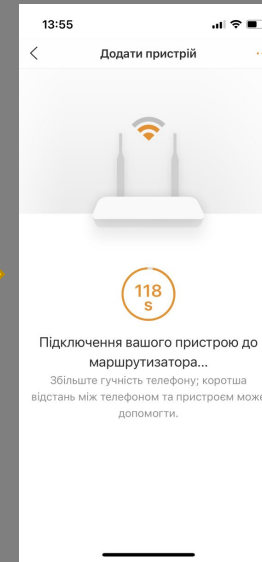 13:55
Додати пристрій
118
s
Підключення вашого пристрою до
маршрутизатора...
Збільште гучність телефону; коротша
відстань між телефоном та пристроєм може
допомогти.